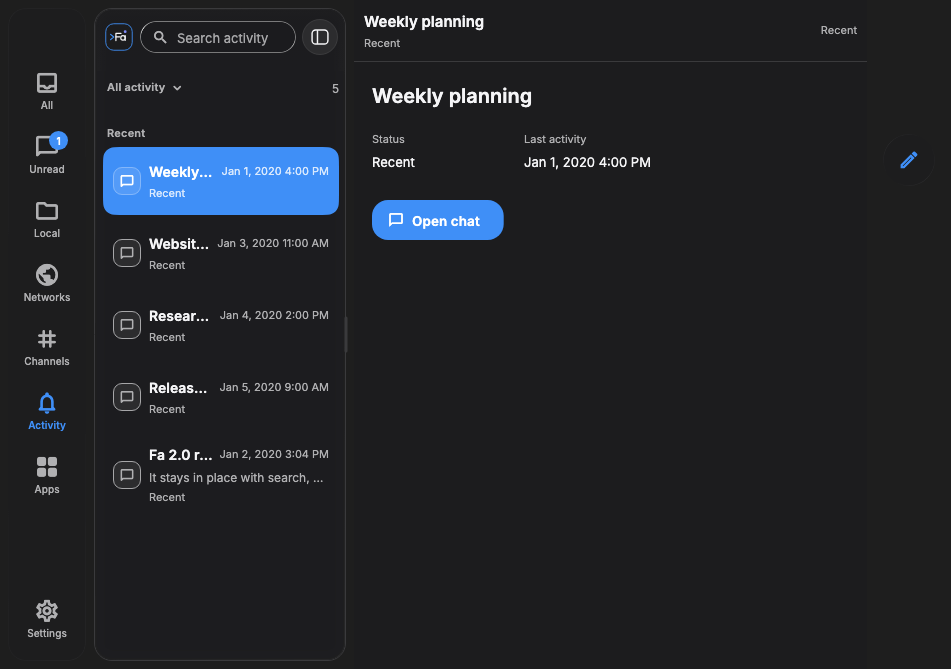 All
1
Unread
Local
Networks
Channels
Activity
Apps
Settings
>Fa
Search activity
All activity
5
Recent
Weekly... Jan 1, 2020 4:00 PM
Recent
Websit... Jan 3, 2020 11:00 AM
Recent
Resear... Jan 4, 2020 2:00 PM
Recent
Releas... Jan 5, 2020 9:00 AM
Recent
Fa 2.0 r... Jan 2, 2020 3:04 PM
It stays in place with search, ...
Recent
Weekly planning
Recent
Recent
Weekly planning
Status
Recent
Last activity
Jan 1, 2020 4:00 PM
Open chat